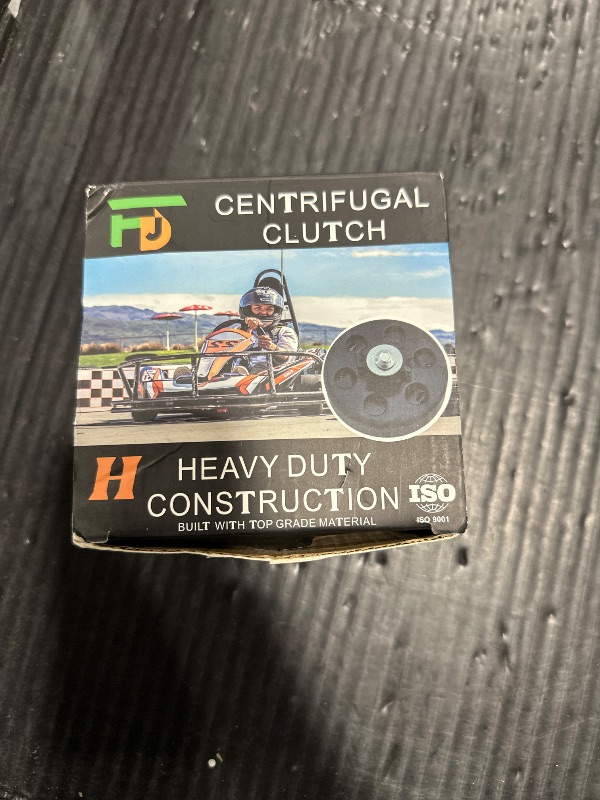 CENTRIFUGAL
CLUTCH
H
HEAVY DUTY
CONSTRUCTION
BUILT WITH TOP GRADE MATERIAL
ISO
ISO 9001